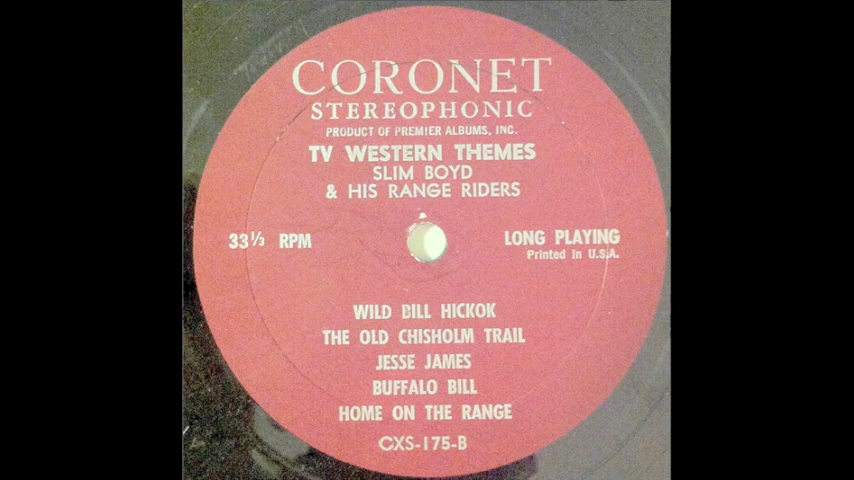 CORONET
STEREOPHONIC
PRODUCT OF PREMIER ALBUMS, INC.
TV WESTERN THEMES
SLIM BOYD
& HIS RANGE RIDERS
33⅓ RPM
LONG PLAYING
Printed in U.S.A.
WILD BILL HICKOK
THE OLD CHISHOLM TRAIL
JESSE JAMES
BUFFALO BILL
HOME ON THE RANGE
CXS-175-B